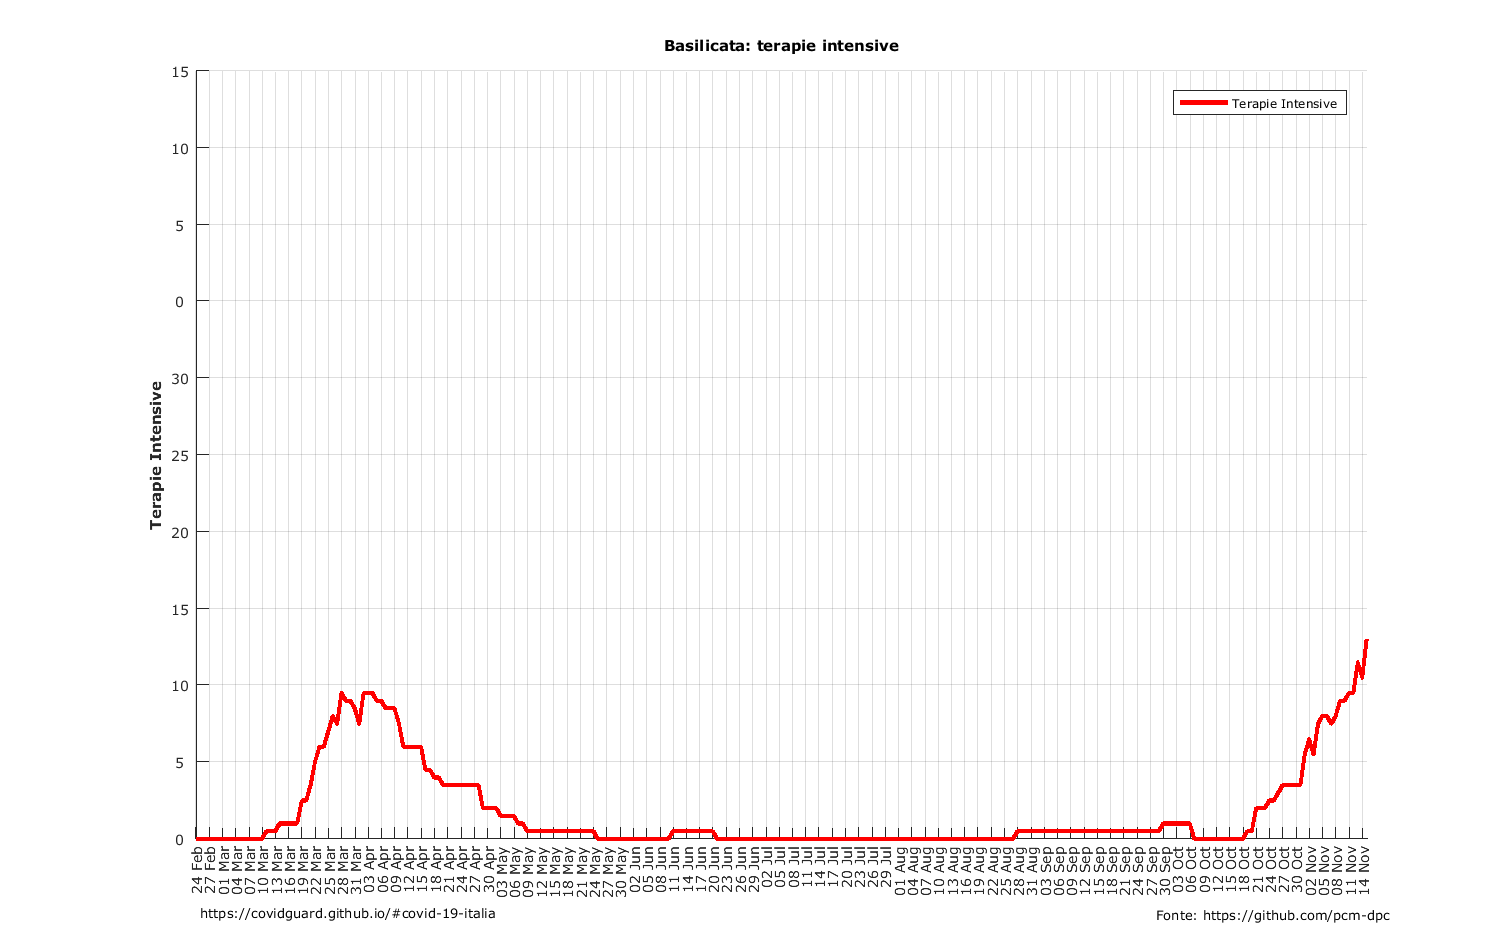 Basilicata: terapie intensive
Terapie Intensive
15
10
5
0
30
25
20
15
10
5
0
Terapie Intensive
24 Feb
27 Feb
01 Mar
04 Mar
07 Mar
10 Mar
13 Mar
16 Mar
19 Mar
22 Mar
25 Mar
28 Mar
31 Mar
03 Apr
06 Apr
09 Apr
12 Apr
15 Apr
18 Apr
21 Apr
24 Apr
27 Apr
30 Apr
03 May
06 May
09 May
12 May
15 May
18 May
21 May
24 May
27 May
30 May
02 Jun
05 Jun
08 Jun
11 Jun
14 Jun
17 Jun
20 Jun
23 Jun
26 Jun
29 Jun
02 Jul
05 Jul
08 Jul
11 Jul
14 Jul
17 Jul
20 Jul
23 Jul
26 Jul
29 Jul
01 Aug
04 Aug
07 Aug
10 Aug
13 Aug
16 Aug
19 Aug
22 Aug
25 Aug
28 Aug
31 Aug
03 Sep
06 Sep
09 Sep
12 Sep
15 Sep
18 Sep
21 Sep
24 Sep
27 Sep
30 Sep
03 Oct
06 Oct
09 Oct
12 Oct
15 Oct
18 Oct
21 Oct
24 Oct
27 Oct
30 Oct
02 Nov
05 Nov
08 Nov
11 Nov
14 Nov
https://covidguard.github.io/#covid-19-italia
Fonte: https://github.com/pcm-dpc